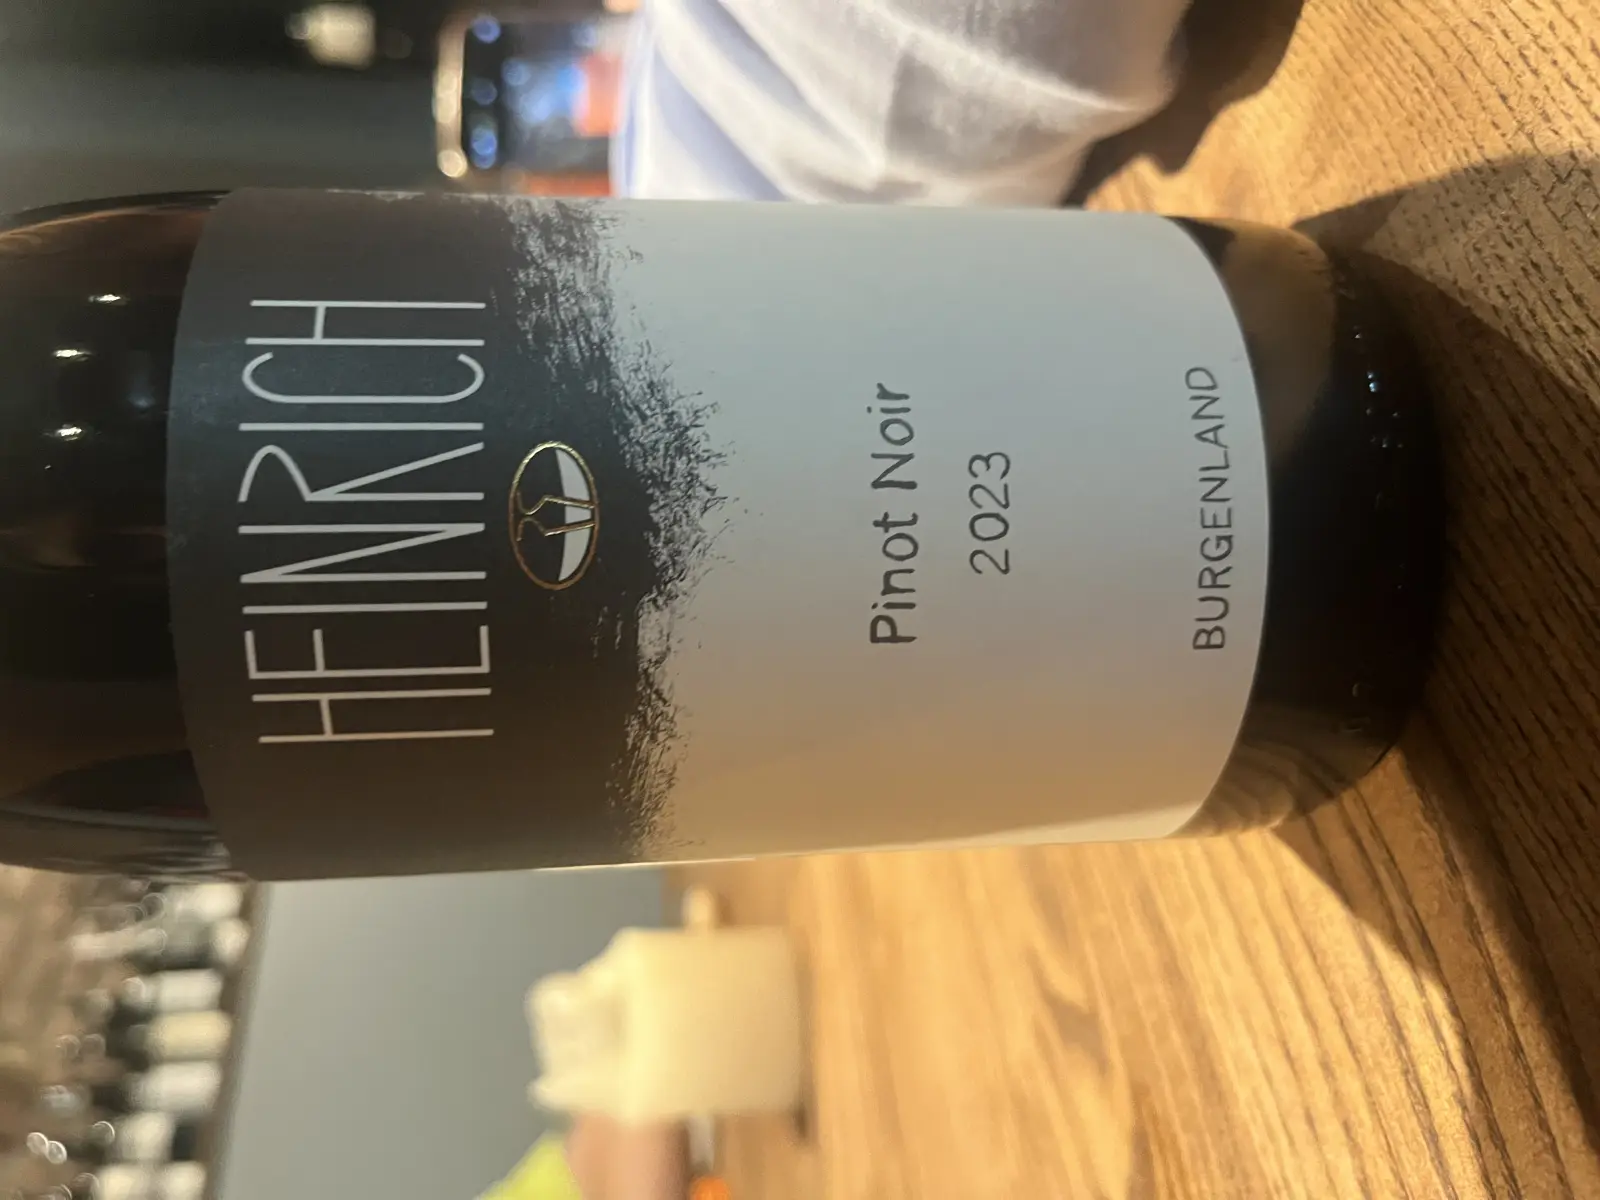 HEINRICH
Pinot Noir
2023
BURGENLAND